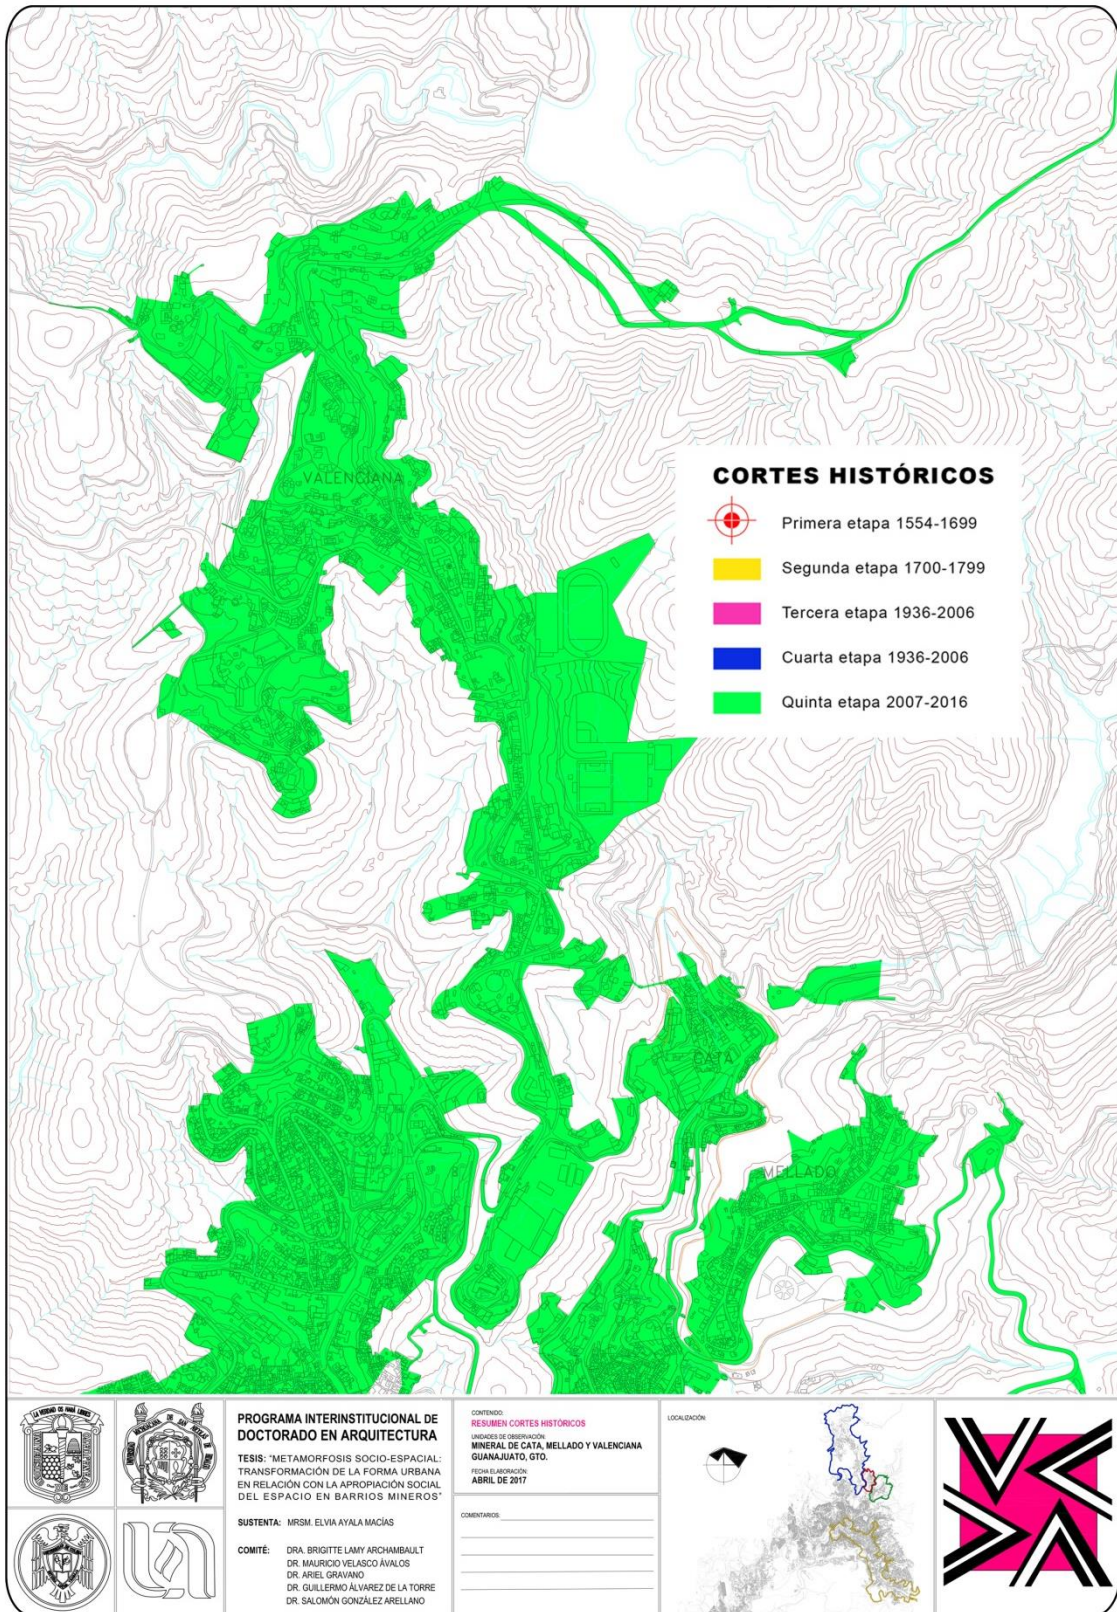 VALENCIANA
CORTES HISTÓRICOS
Primera etapa 1554-1699
Segunda etapa 1700-1799
Tercera etapa 1936-2006
Cuarta etapa 1936-2006
Quinta etapa 2007-2016
CATA
MELLADO
LA VERDAD OS HARÁ LIBRES
PROGRAMA INTERINSTITUCIONAL DE
DOCTORADO EN ARQUITECTURA
TESIS: "METAMORFOSIS SOCIO-ESPACIAL:
TRANSFORMACIÓN DE LA FORMA URBANA
EN RELACIÓN CON LA APROPIACIÓN SOCIAL
DEL ESPACIO EN BARRIOS MINEROS"
SUSTENTA: MRSM. ELVIA AYALA MACÍAS
COMITÉ: DRA. BRIGITTE LAMY ARCHAMBAULT
DR. MAURICIO VELASCO ÁVALOS
DR. ARIEL GRAVANO
DR. GUILLERMO ÁLVAREZ DE LA TORRE
DR. SALOMÓN GONZÁLEZ ARELLANO
CONTENIDO:
RESUMEN CORTES HISTÓRICOS
UNIDADES DE OBSERVACIÓN:
MINERAL DE CATA, MELLADO Y VALENCIANA
GUANAJUATO, GTO.
FECHA ELABORACIÓN:
ABRIL DE 2017
COMENTARIOS:
LOCALIZACIÓN: